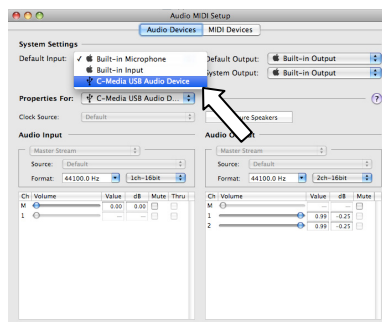 Audio MIDI Setup
Audio Devices MIDI Devices
System Settings
Default Input: ✓ Built-in Microphone
Built-in Input
C-Media USB Audio Device
Default Output: Built-in Output
System Output: Built-in Output
Properties For: C-Media USB Audio D... ?
Clock Source: Default
Speakers
Audio Input
Master Stream
Source: Default
Format: 44100.0 Hz 1ch-16bit
Ch Volume Value dB Mute Thru
M 0.00 0.00
1 -- --
Audio
Master Stream
Source: Default
Format: 44100.0 Hz 2ch-16bit
Ch Volume Value dB Mute
M -- --
1 0.99 -0.25
2 0.99 -0.25